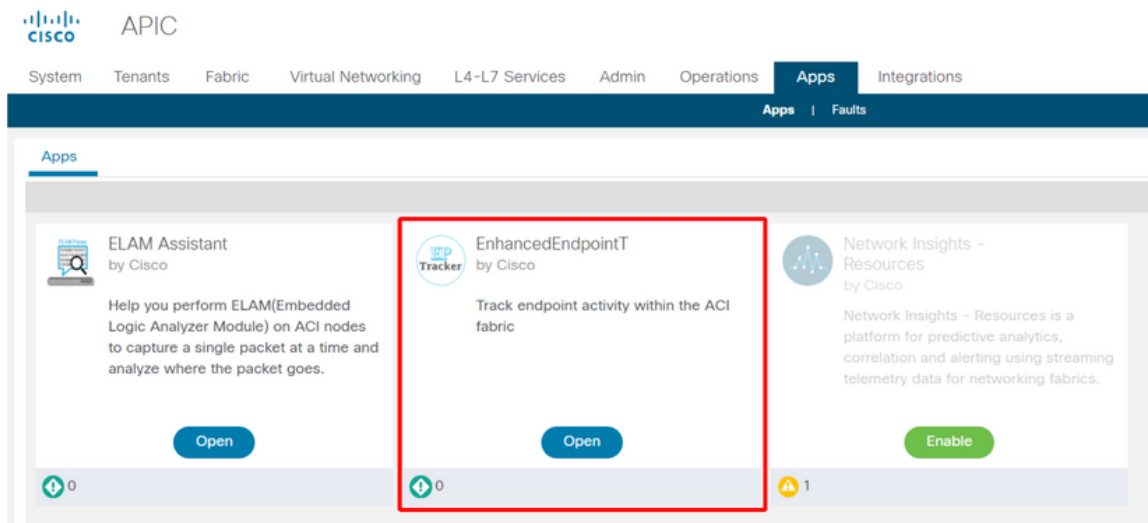 CISCO
APIC
System Tenants Fabric Virtual Networking L4-L7 Services Admin Operations Apps Integrations
Apps | Faults
Apps
ELAM Assistant
by Cisco
Help you perform ELAM(Embedded
Logic Analyzer Module) on ACI nodes
to capture a single packet at a time and
analyze where the packet goes.
Open
0
EP
Tracker
EnhancedEndpointT
by Cisco
Track endpoint activity within the ACI
fabric
Open
0
Network Insights -
Resources
by Cisco
Network Insights - Resources is a
platform for predictive analytics,
correlation and alerting using streaming
telemetry data for networking fabrics.
Enable
1